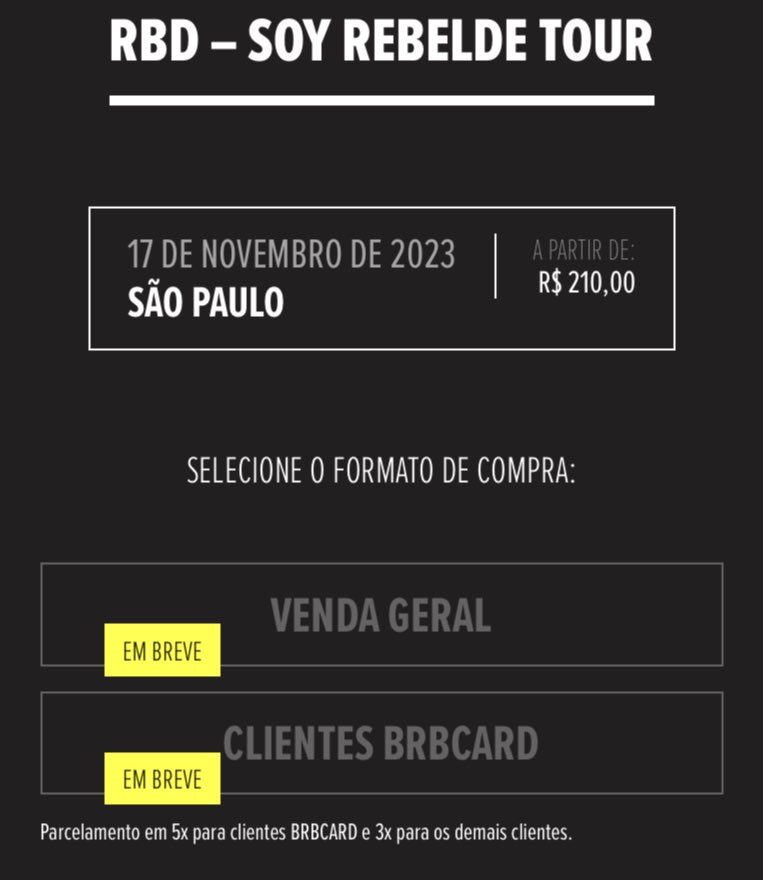 RBD – SOY REBELDE TOUR
17 DE NOVEMBRO DE 2023
SÃO PAULO
A PARTIR DE:
R$ 210,00
SELECIONE O FORMATO DE COMPRA:
VENDA GERAL
EM BREVE
CLIENTES BRBCARD
EM BREVE
Parcelamento em 5x para clientes BRBCARD e 3x para os demais clientes.